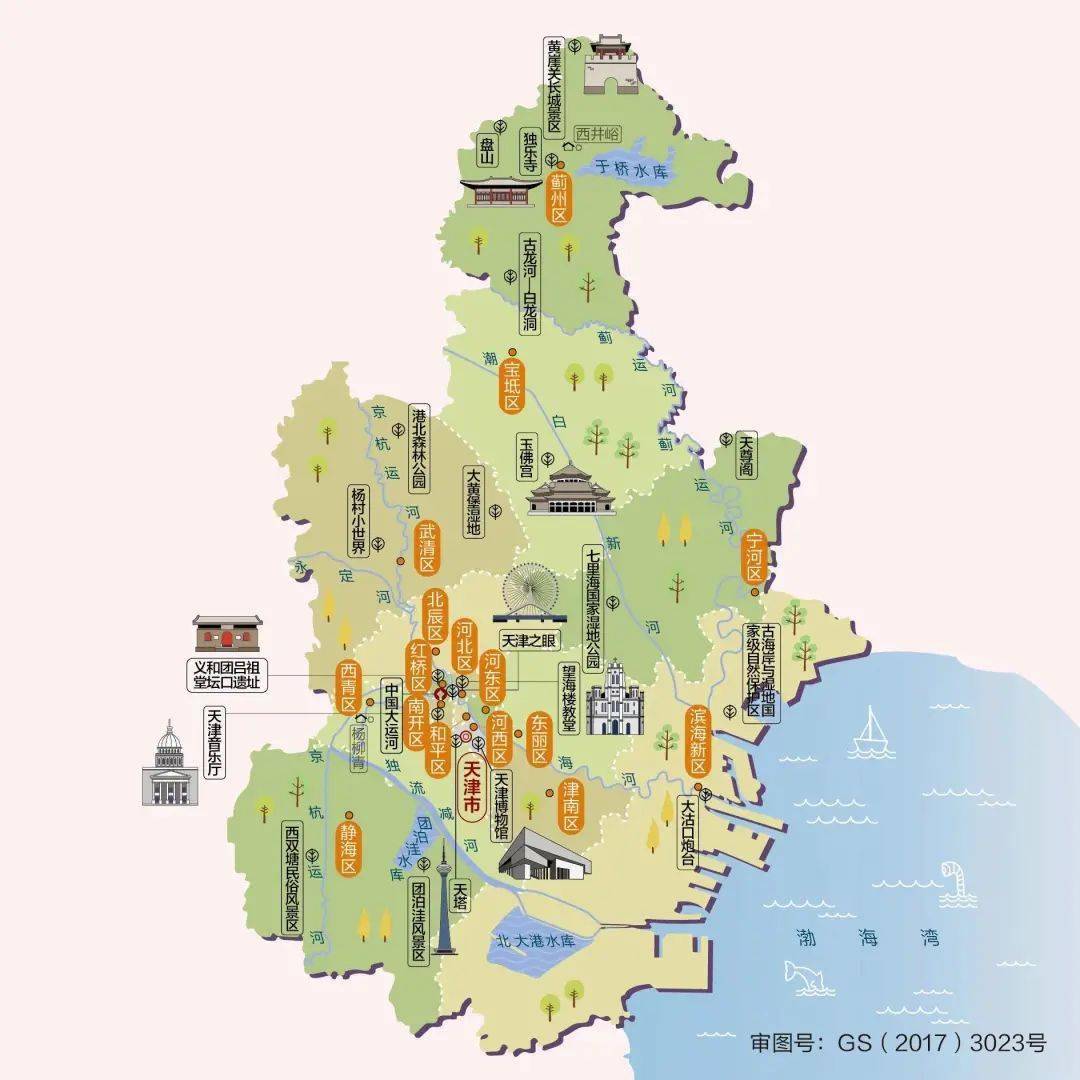 黄崖关长城景区
西井峪
盘山
独乐寺
于桥水库
蓟州区
古龙河—白龙洞
蓟运河
潮白新河
宝坻区
京杭运河
港北森林公园
玉佛宫
蓟运河
天尊阁
大黄堡湿地
杨村小世界
武清区
永定河
宁河区
七里海国家湿地公园
北辰区
天津之眼
河北区
义和团吕祖
堂坛口遗址
红桥区
河东区
西青区
中国大运河
望海楼教堂
古海岸与湿地国
家级自然保护区
南开区
和平区
河西区
东丽区
滨海新区
天津音乐厅
杨柳青
天津市
天津博物馆
海河
津南区
大沽口炮台
京杭运河
独流减河
静海区
团泊洼水库
西双塘民俗风景区
团泊洼风景区
天塔
北大港水库
渤海湾
审图号：GS（2017）3023号